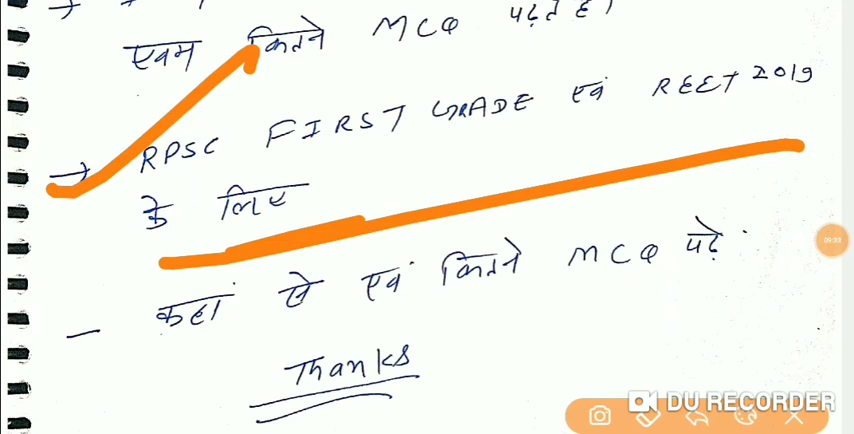 एवम कितने MCQ पढ़ते है।
→ RPSC FIRST GRADE एवं REET 2019
के लिए
- कहां से एवं कितने MCQ पढ़ें
Thanks
DU RECORDER